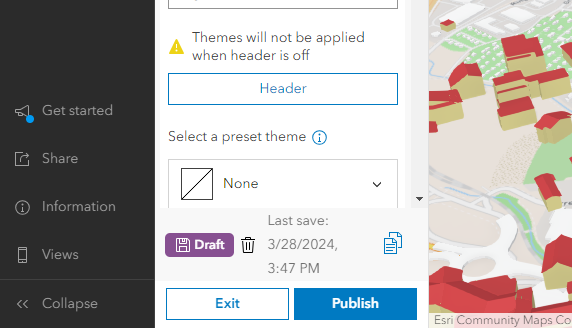 Themes will not be applied
when header is off
Header
Get started
Select a preset theme
Share
None
Information
Last save:
Draft
3/28/2024,
Views
3:47 PM
Collapse
Exit
Publish
Esri Community Maps Co